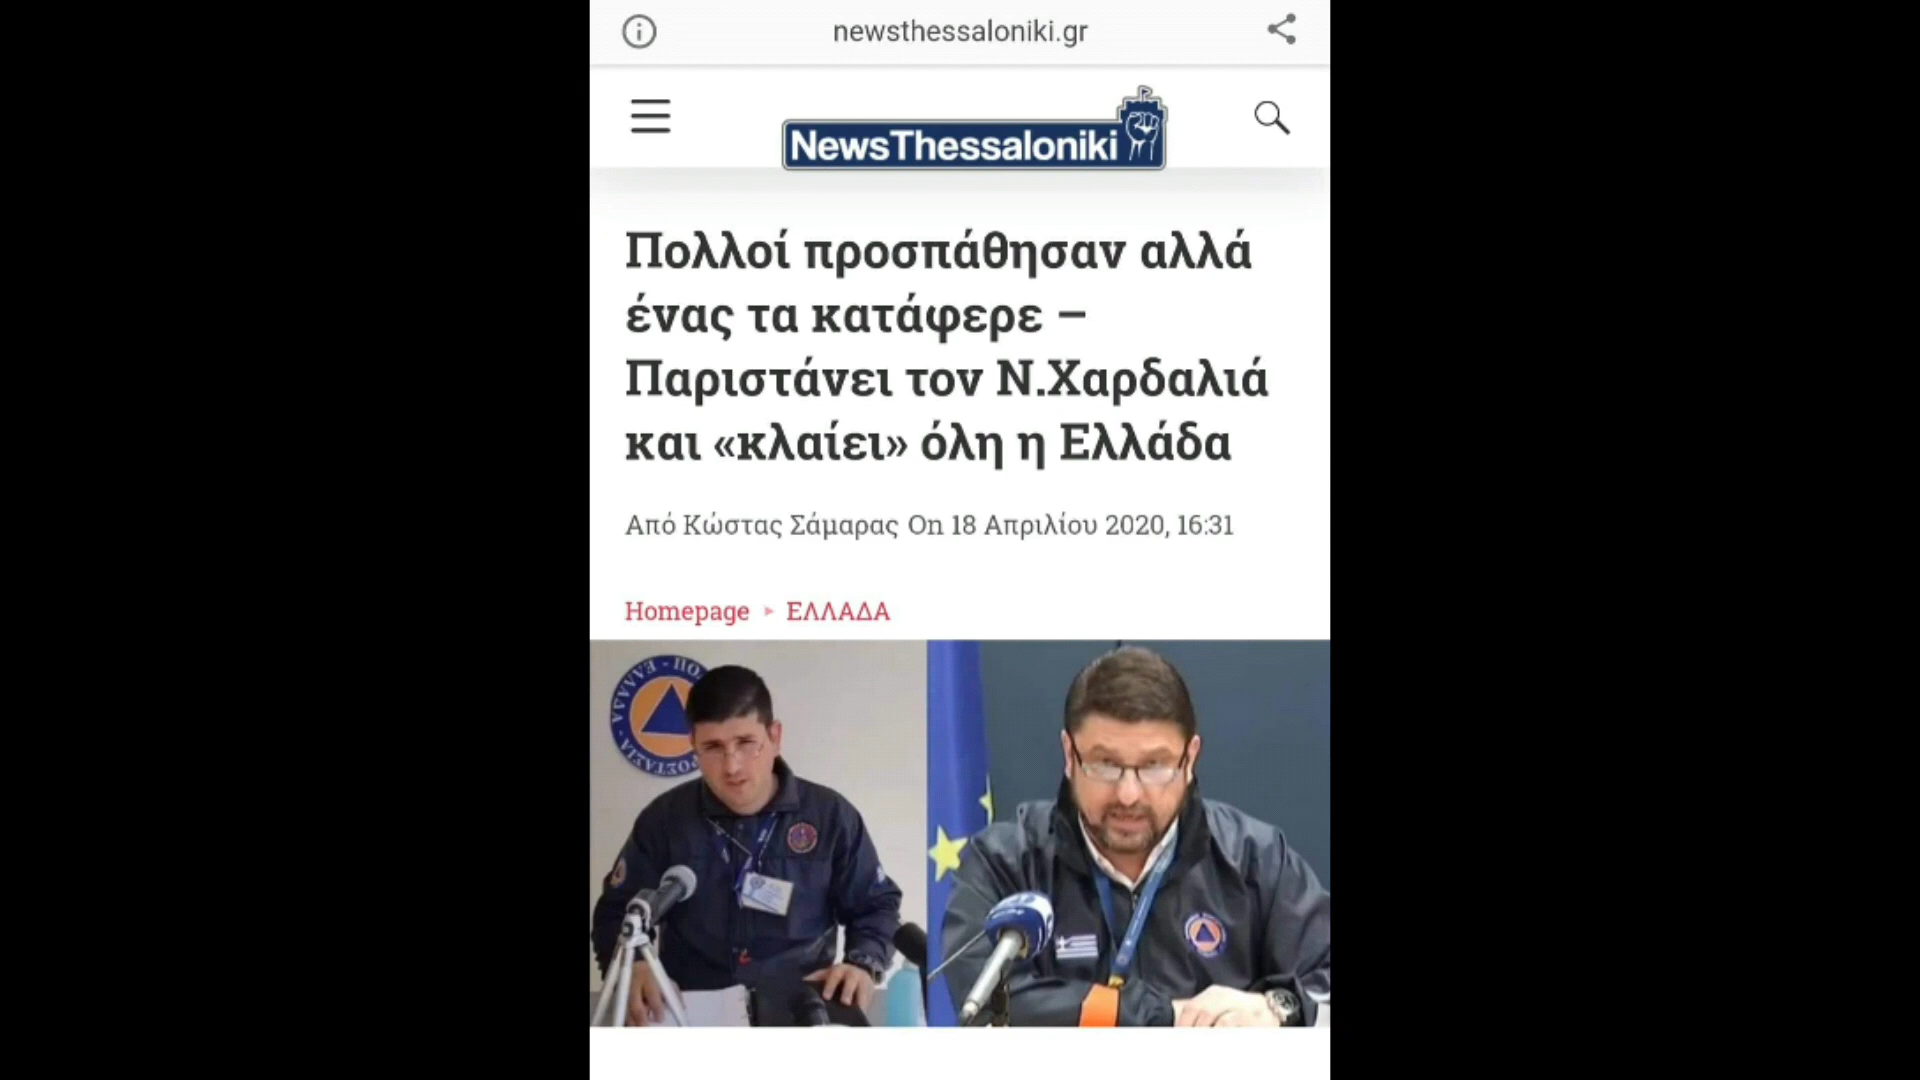 newsthessaloniki.gr
NewsThessaloniki
Πολλοί προσπάθησαν αλλά
ένας τα κατάφερε –
Παριστάνει τον Ν.Χαρδαλιά
και «κλαίει» όλη η Ελλάδα
Από Κώστας Σάμαρας On 18 Απριλίου 2020, 16:31
Homepage ▸ ΕΛΛΑΔΑ
ΕΛΛΑΔΑ